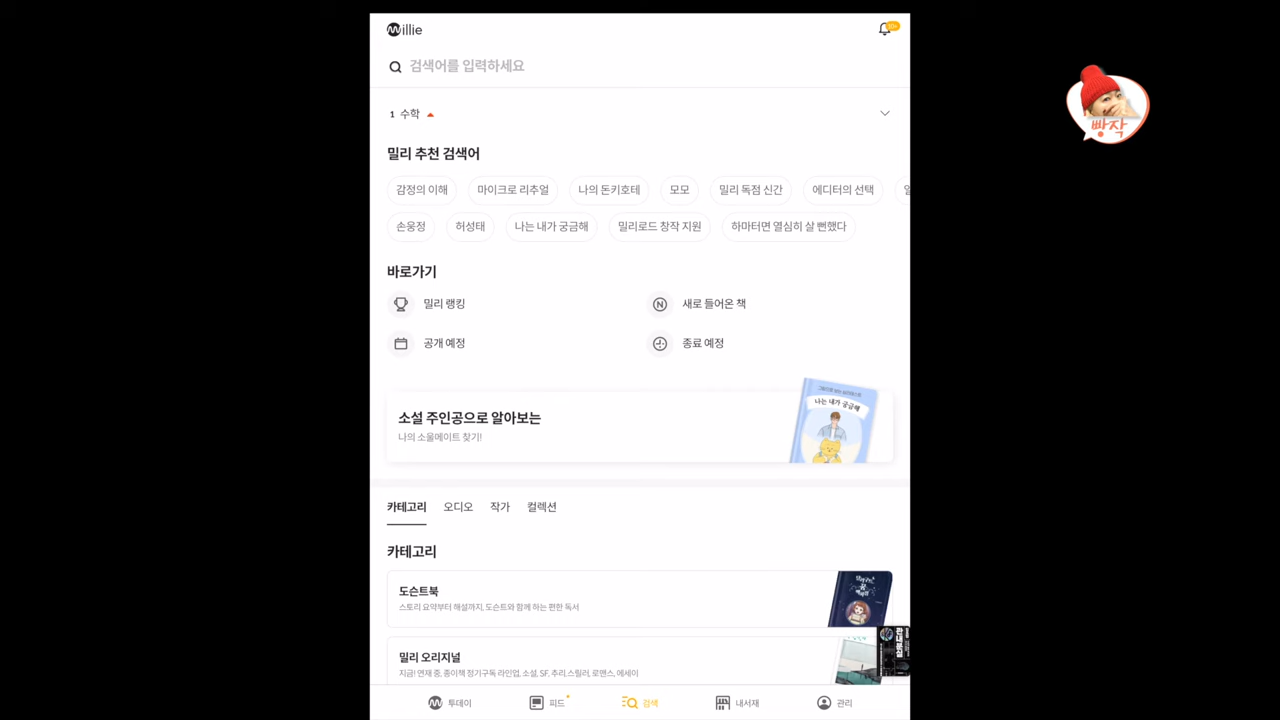 Millie
10+
검색어를 입력하세요
1 수학
밀리 추천 검색어
감정의 이해 마이크로 리추얼 나의 돈키호테 모모 밀리 독점 신간 에디터의 선택
손웅정 허성태 나는 내가 궁금해 밀리로드 창작 지원 하마터면 열심히 살 뻔했다
빵작
바로가기
밀리 랭킹 새로 들어온 책
공개 예정 종료 예정
소설 주인공으로 알아보는
나의 소울메이트 찾기!
나는 내가 궁금해
카테고리 오디오 작가 컬렉션
카테고리
도슨트북
스토리 요약부터 해설까지, 도슨트와 함께 하는 편한 독서
밀리 오리지널
지금! 연재 중, 종이책 정기구독 라인업, 소설, SF, 추리,스릴러, 로맨스, 에세이
투데이 피드 검색 내서재 관리